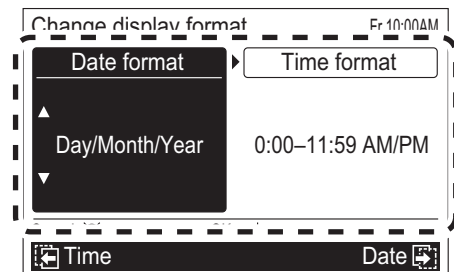 Change display format Fr 10:00AM
Date format Time format
Day/Month/Year 0:00–11:59 AM/PM
Time Date